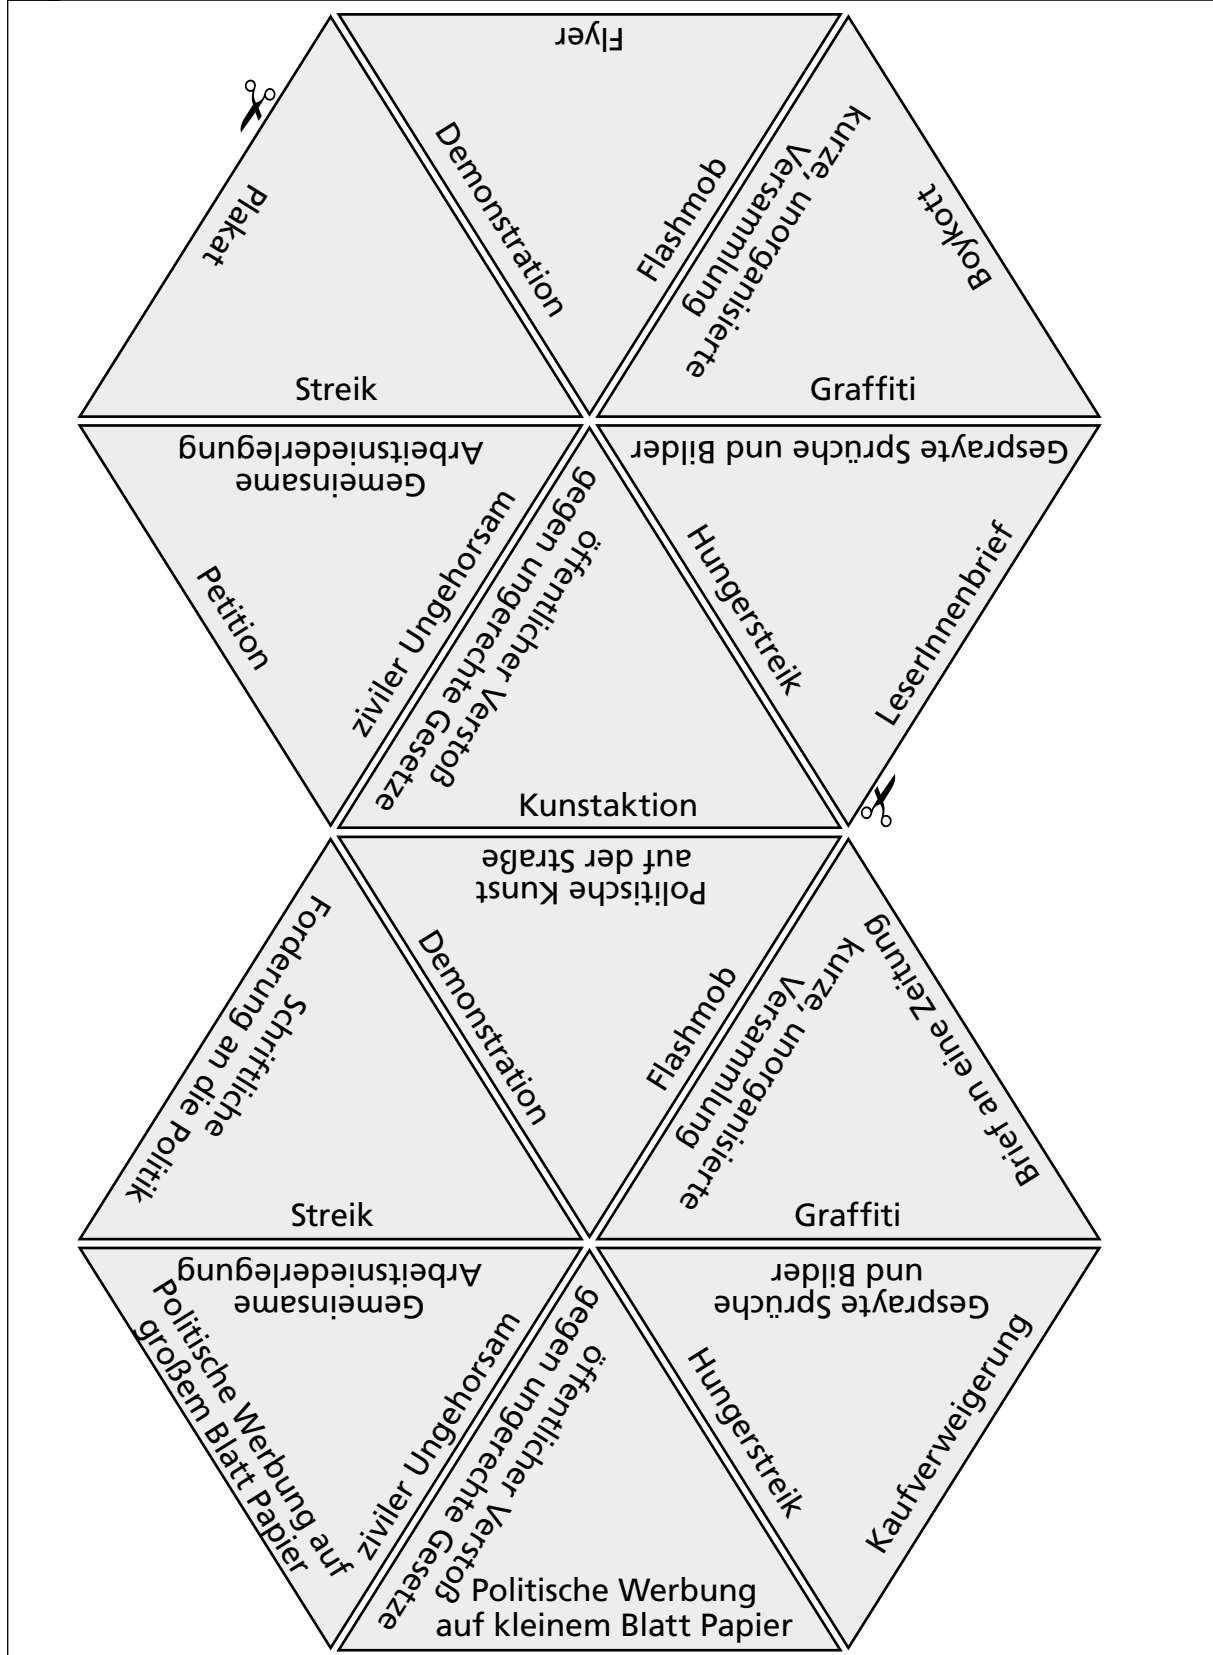 Flyer
Plakat
Demonstration
Flashmob
kurze, unorganisierte
Versammlung
Boykott
Streik
Graffiti
Gemeinsame
Arbeitsniederlegung
Petition
ziviler Ungehorsam
öffentlicher Verstoß
gegen ungerechte Gesetze
Gesprayte Sprüche und Bilder
Hungerstreik
LeserInnenbrief
Kunstaktion
Politische Kunst
auf der Straße
Schriftliche
Forderung an die Politik
Demonstration
Flashmob
kurze, unorganisierte
Versammlung
Brief an eine Zeitung
Streik
Graffiti
Gemeinsame
Arbeitsniederlegung
Politische Werbung auf
großem Blatt Papier
ziviler Ungehorsam
öffentlicher Verstoß
gegen ungerechte Gesetze
Gesprayte Sprüche
und Bilder
Hungerstreik
Kaufverweigerung
Politische Werbung
auf kleinem Blatt Papier